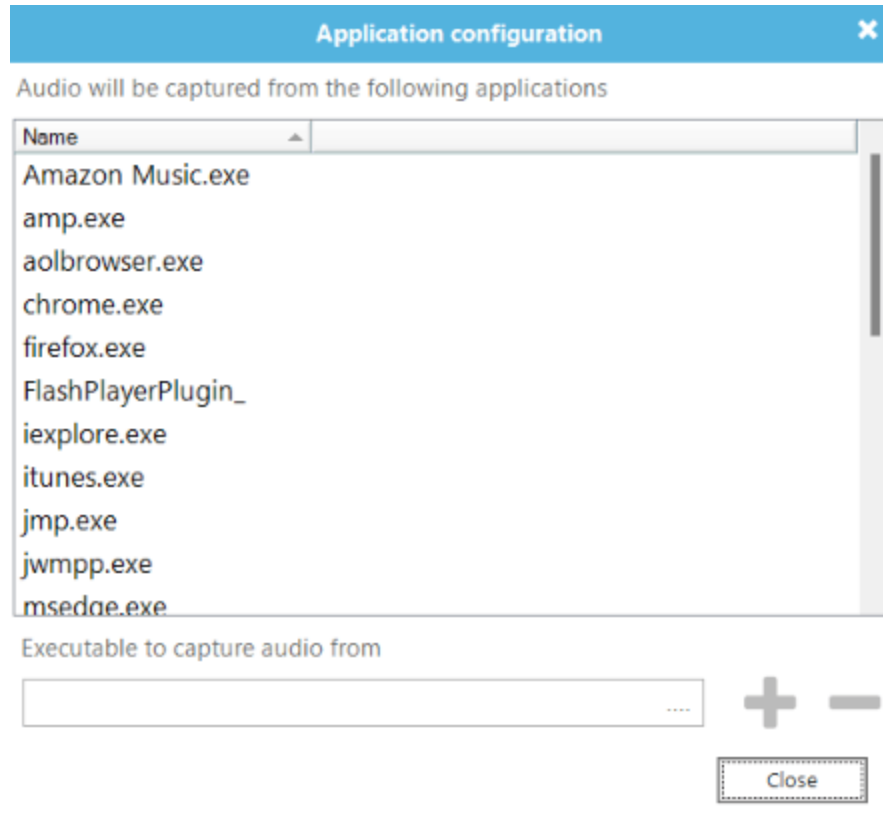 Application configuration
Audio will be captured from the following applications
Name
Amazon Music.exe
amp.exe
aolbrowser.exe
chrome.exe
firefox.exe
FlashPlayerPlugin_
iexplore.exe
itunes.exe
jmp.exe
jwmpp.exe
msedge.exe
Executable to capture audio from
....
Close